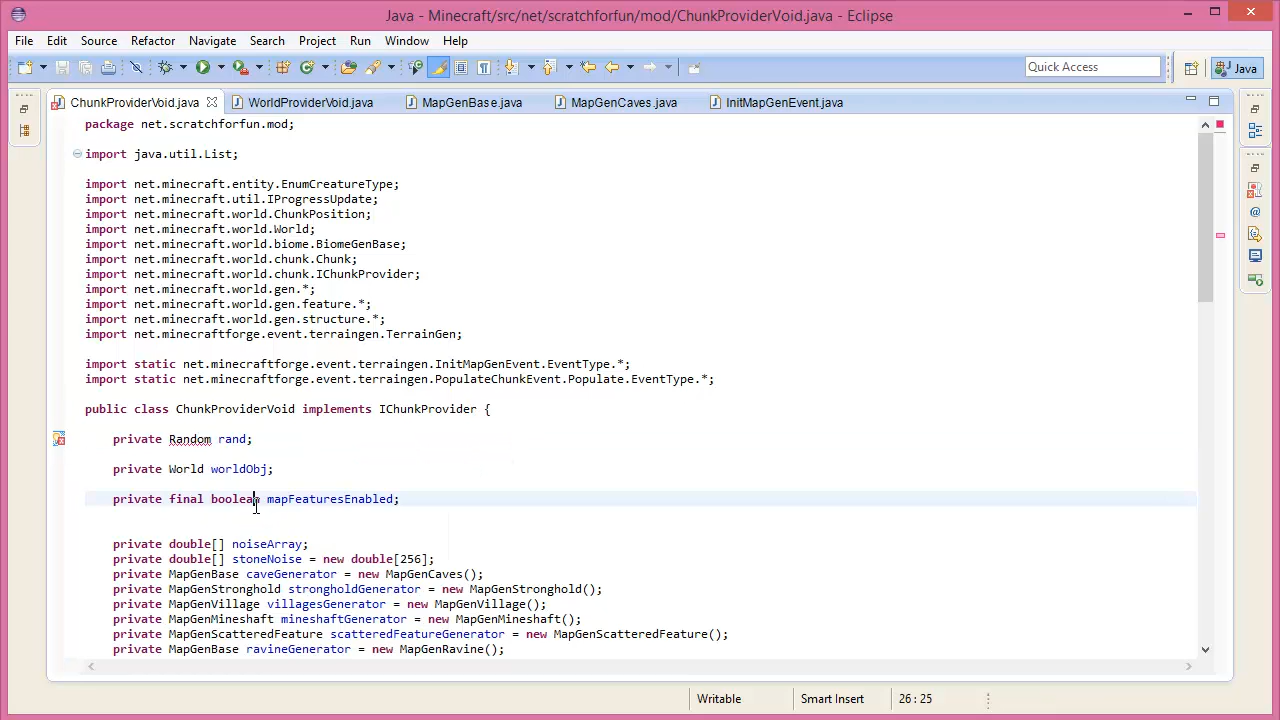 Java - Minecraft/src/net/scratchforfun/mod/ChunkProviderVoid.java - Eclipse
File Edit Source Refactor Navigate Search Project Run Window Help
Quick Access
Java
ChunkProviderVoid.java WorldProviderVoid.java MapGenBase.java MapGenCaves.java InitMapGenEvent.java
package net.scratchforfun.mod;
import java.util.List;
import net.minecraft.entity.EnumCreatureType;
import net.minecraft.util.IProgressUpdate;
import net.minecraft.world.ChunkPosition;
import net.minecraft.world.World;
import net.minecraft.world.biome.BiomeGenBase;
import net.minecraft.world.chunk.Chunk;
import net.minecraft.world.chunk.IChunkProvider;
import net.minecraft.world.gen.*;
import net.minecraft.world.gen.feature.*;
import net.minecraft.world.gen.structure.*;
import net.minecraftforge.event.terraingen.TerrainGen;
import static net.minecraftforge.event.terraingen.InitMapGenEvent.EventType.*;
import static net.minecraftforge.event.terraingen.PopulateChunkEvent.Populate.EventType.*;
public class ChunkProviderVoid implements IChunkProvider {
private Random rand;
private World worldObj;
private final boolean mapFeaturesEnabled;
private double[] noiseArray;
private double[] stoneNoise = new double[256];
private MapGenBase caveGenerator = new MapGenCaves();
private MapGenStronghold strongholdGenerator = new MapGenStronghold();
private MapGenVillage villagesGenerator = new MapGenVillage();
private MapGenMineshaft mineshaftGenerator = new MapGenMineshaft();
private MapGenScatteredFeature scatteredFeatureGenerator = new MapGenScatteredFeature();
private MapGenBase ravineGenerator = new MapGenRavine();
Writable Smart Insert 26 : 25